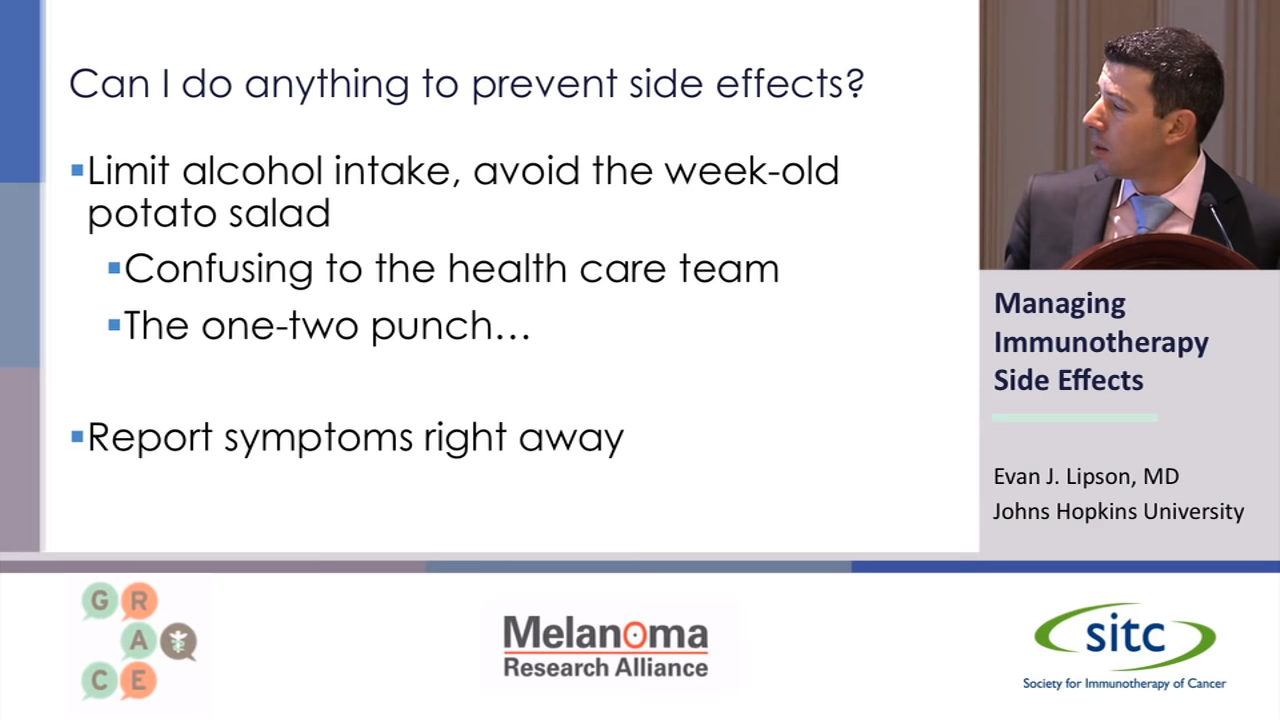 Can I do anything to prevent side effects?
▪Limit alcohol intake, avoid the week-old
potato salad
▪Confusing to the health care team
▪The one-two punch…
▪Report symptoms right away
Managing
Immunotherapy
Side Effects
Evan J. Lipson, MD
Johns Hopkins University
G R
A
C E
Melanoma
Research Alliance
sitc
Society for Immunotherapy of Cancer